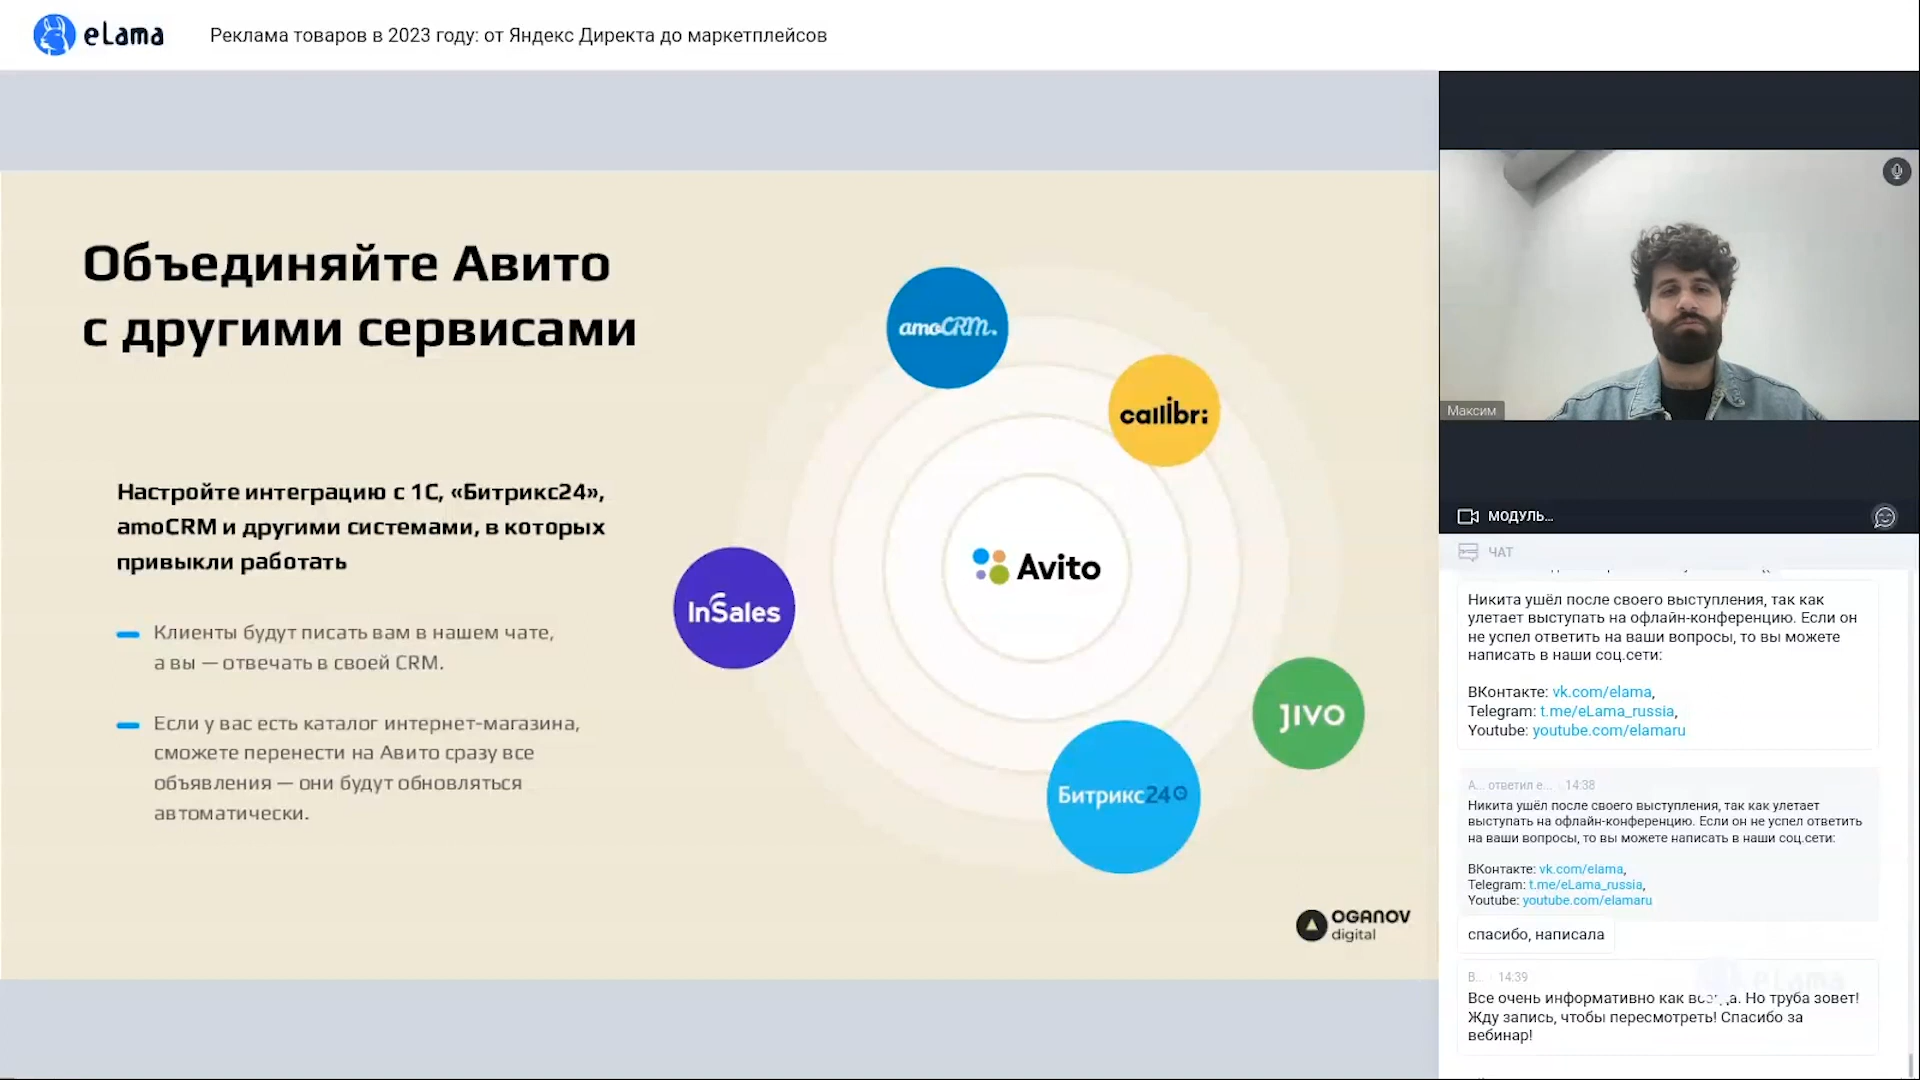 eLama
Реклама товаров в 2023 году: от Яндекс Директа до маркетплейсов
Объединяйте Авито
с другими сервисами
Настройте интеграцию с 1С, «Битрикс24»,
amoCRM и другими системами, в которых
привыкли работать
Клиенты будут писать вам в нашем чате,
а вы — отвечать в своей CRM.
Если у вас есть каталог интернет-магазина,
сможете перенести на Авито сразу все
объявления — они будут обновляться
автоматически.
amoCRM.
callibri
InSales
Avito
JIVO
Битрикс24
OGANOV
digital
Максим
МОДУЛЬ...
ЧАТ
Никита ушёл после своего выступления, так как
улетает выступать на офлайн-конференцию. Если он
не успел ответить на ваши вопросы, то вы можете
написать в наши соц.сети:
ВКонтакте: vk.com/elama,
Telegram: t.me/eLama_russia,
Youtube: youtube.com/elamaru
А... ответил е... 14:38
Никита ушёл после своего выступления, так как улетает
выступать на офлайн-конференцию. Если он не успел ответить
на ваши вопросы, то вы можете написать в наши соц.сети:
ВКонтакте: vk.com/elama,
Telegram: t.me/eLama_russia,
Youtube: youtube.com/elamaru
спасибо, написала
В... 14:39
eLama
Все очень информативно как всегда. Но труба зовет!
Жду запись, чтобы пересмотреть! Спасибо за
вебинар!